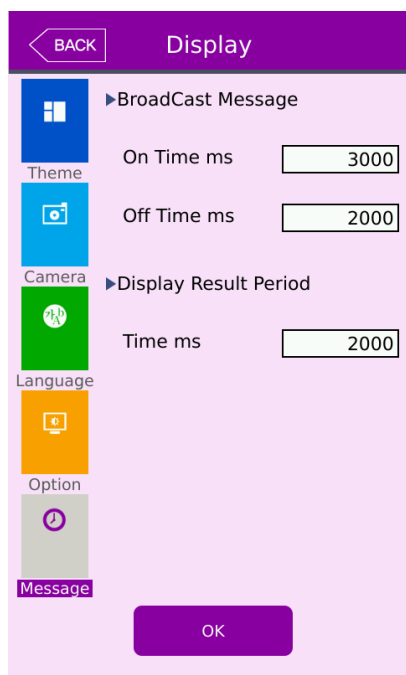 BACK
Display
Theme
Camera
Language
Option
Message
BroadCast Message
On Time ms
3000
Off Time ms
2000
Display Result Period
Time ms
2000
OK